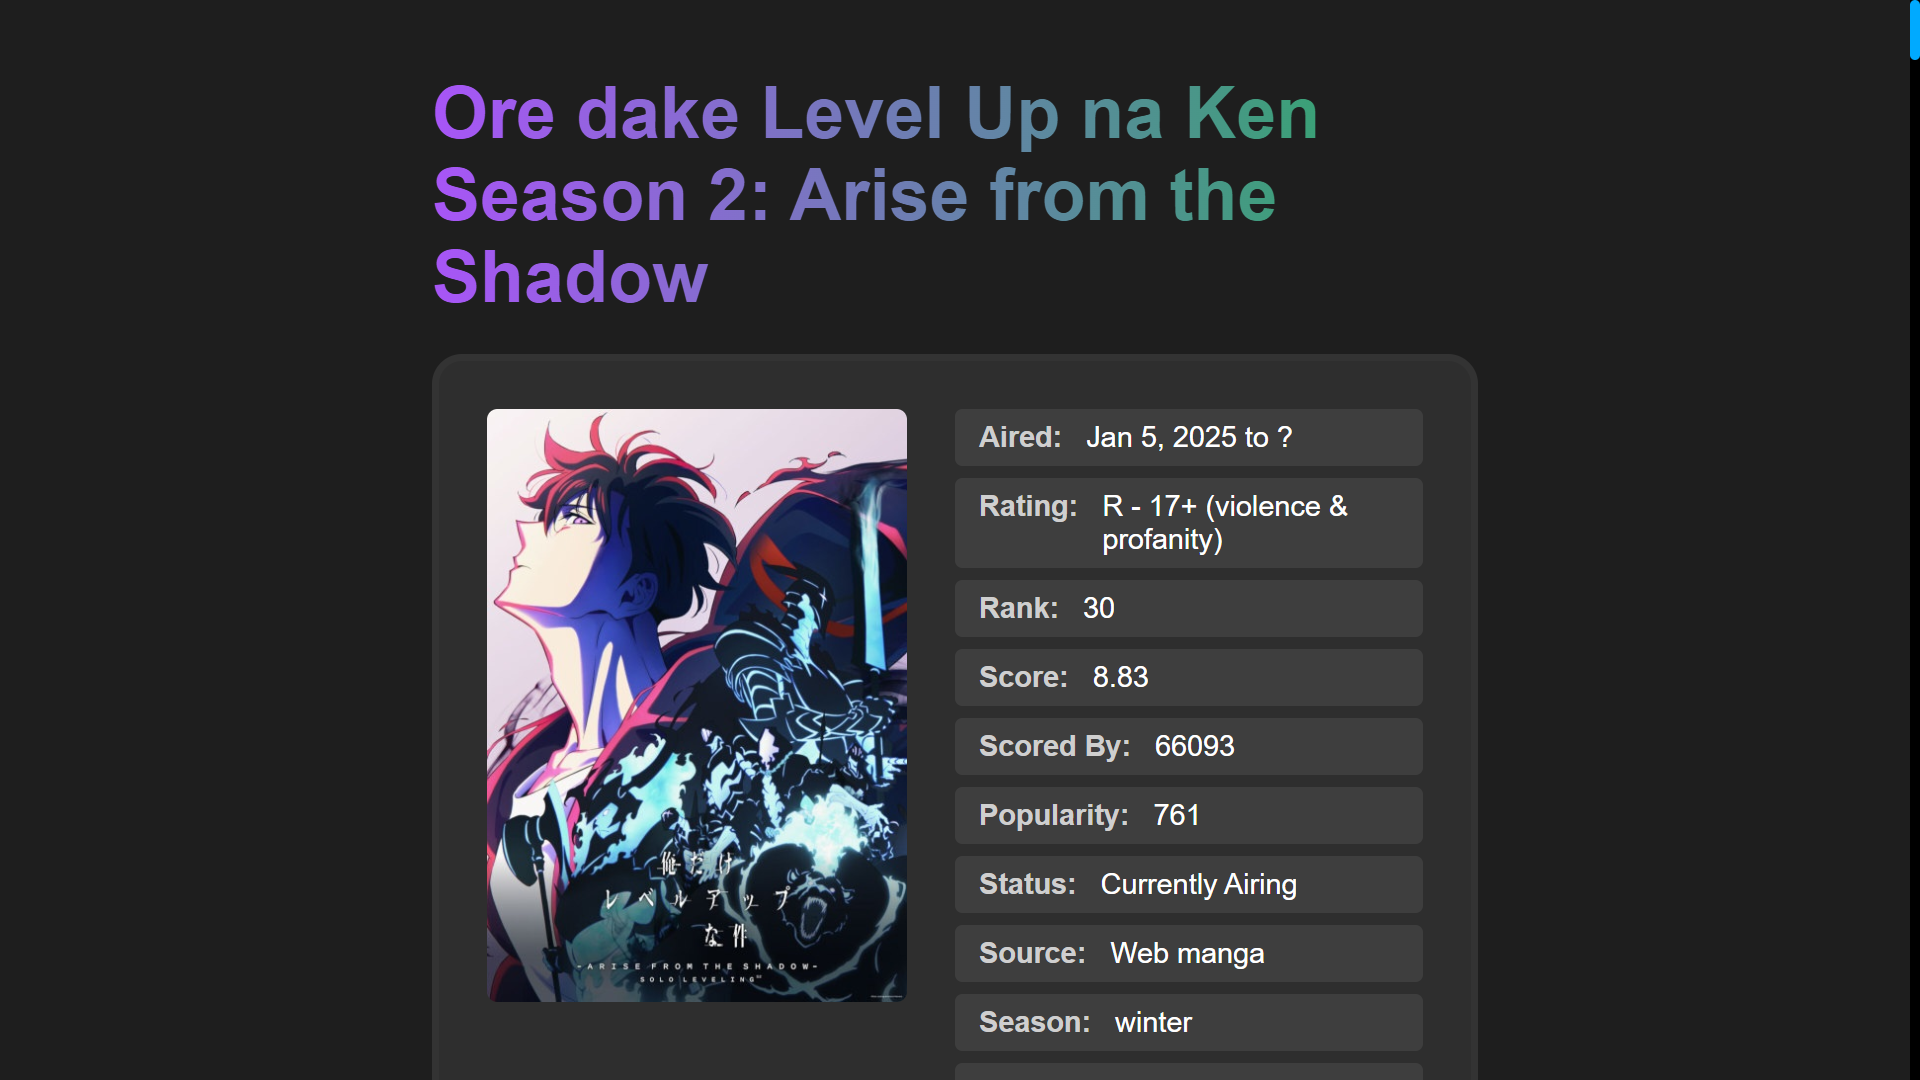 Ore dake Level Up na Ken
Season 2: Arise from the
Shadow
俺だけ
レベルアップ
な件
-ARISE FROM THE SHADOW-
SOLO LEVELING
Aired: Jan 5, 2025 to ?
Rating: R - 17+ (violence &
profanity)
Rank: 30
Score: 8.83
Scored By: 66093
Popularity: 761
Status: Currently Airing
Source: Web manga
Season: winter